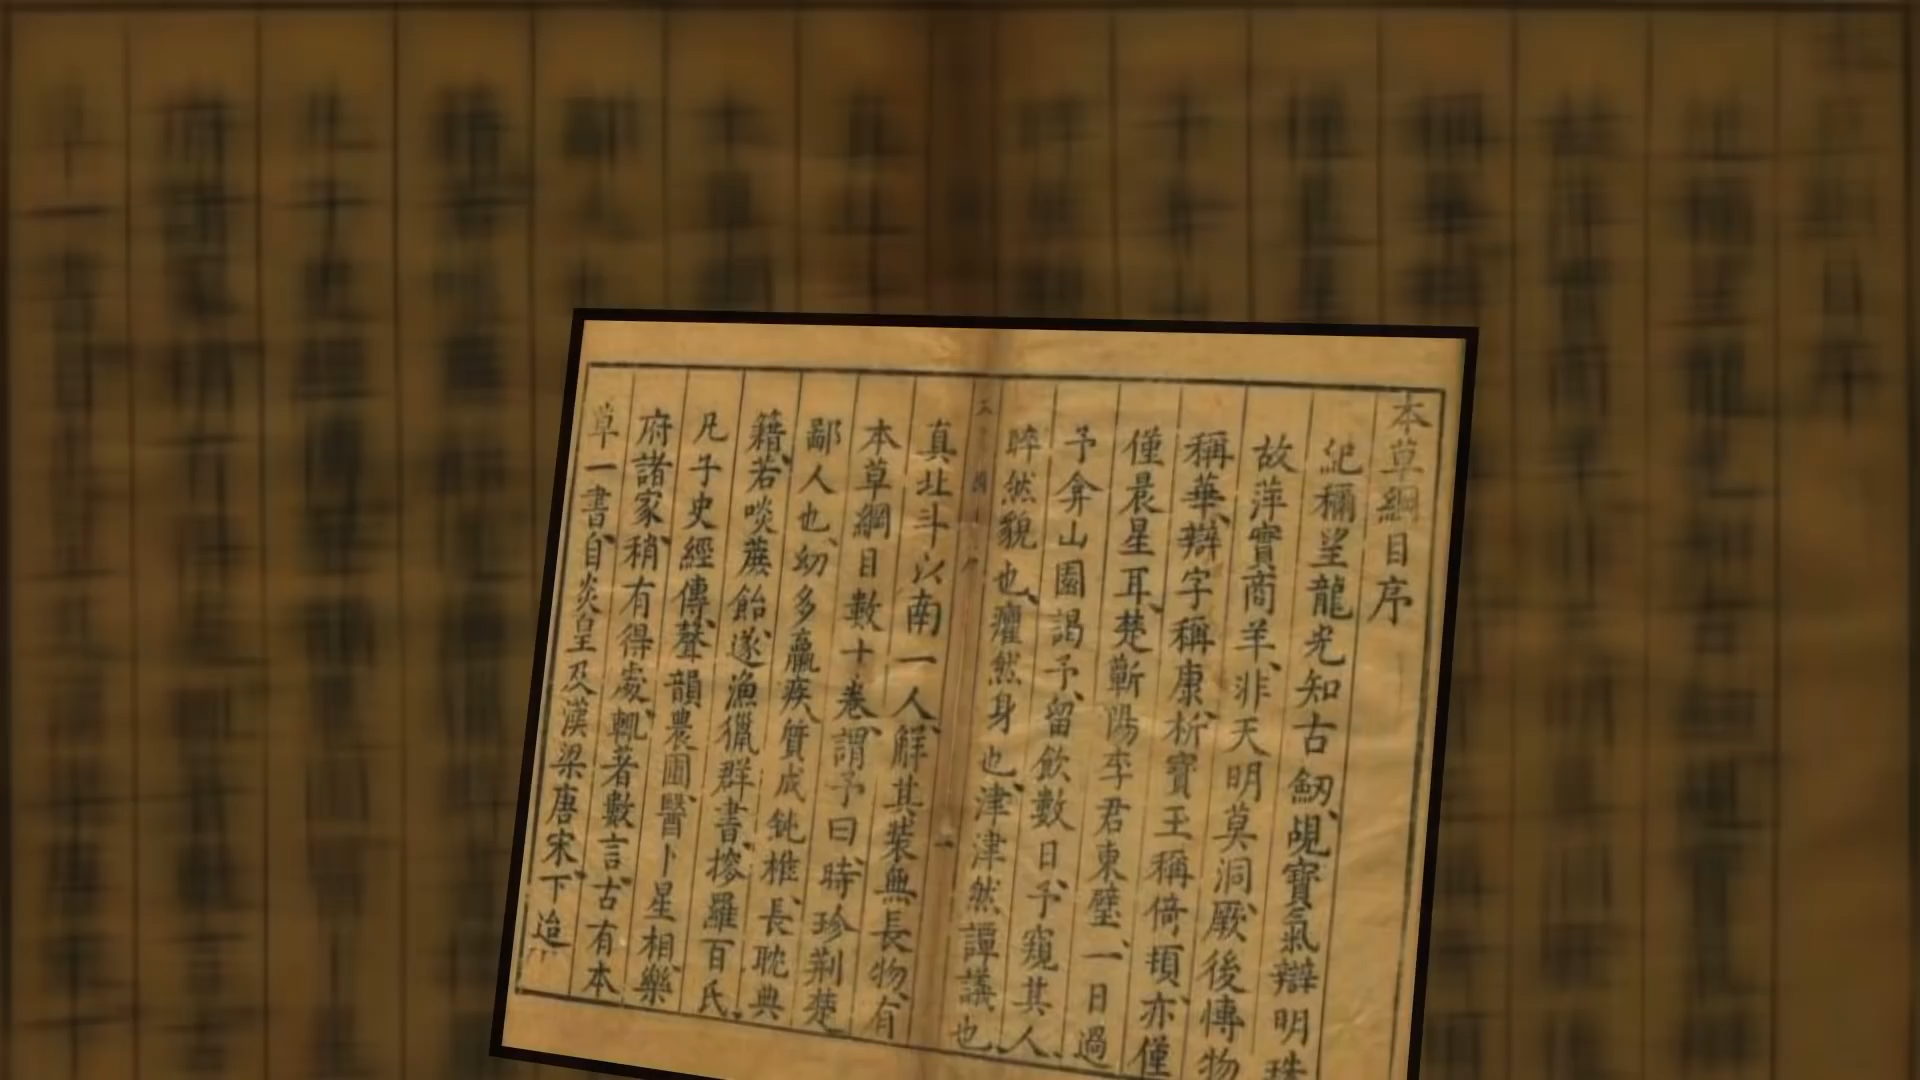 本草綱目序
紀稱望龍光知古劒覘寶氣辯明珠
故萍實商羊非天明莫洞厥後博物
稱華辯字稱康析寶玉稱倚頓亦僅
僅晨星耳楚蘄陽李君東璧一日過
予弇山園謁予留飲數日予窺其人
睟然貌也癯然身也津津然譚議也
真北斗以南一人解其裝無長物有
本草綱目數十卷謂予曰時珍荆楚
鄙人也幼多羸疾質成鈍椎長耽典
籍若啖蔗飴遂漁獵群書搜羅百氏
凡子史經傳聲韻農圃醫卜星相樂
府諸家稍有得處輒著數言古有本
草一書自炎皇及漢梁唐宋下迨